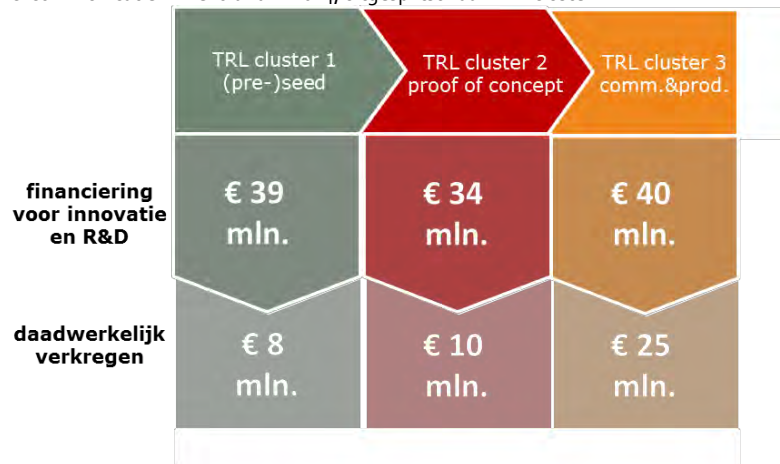 TRL cluster 1
(pre-)seed
TRL cluster 2
proof of concept
TRL cluster 3
comm.&prod.
financiering
voor innovatie
en R&D
€ 39
mln.
€ 34
mln.
€ 40
mln.
daadwerkelijk
verkregen
€ 8
mln.
€ 10
mln.
€ 25
mln.